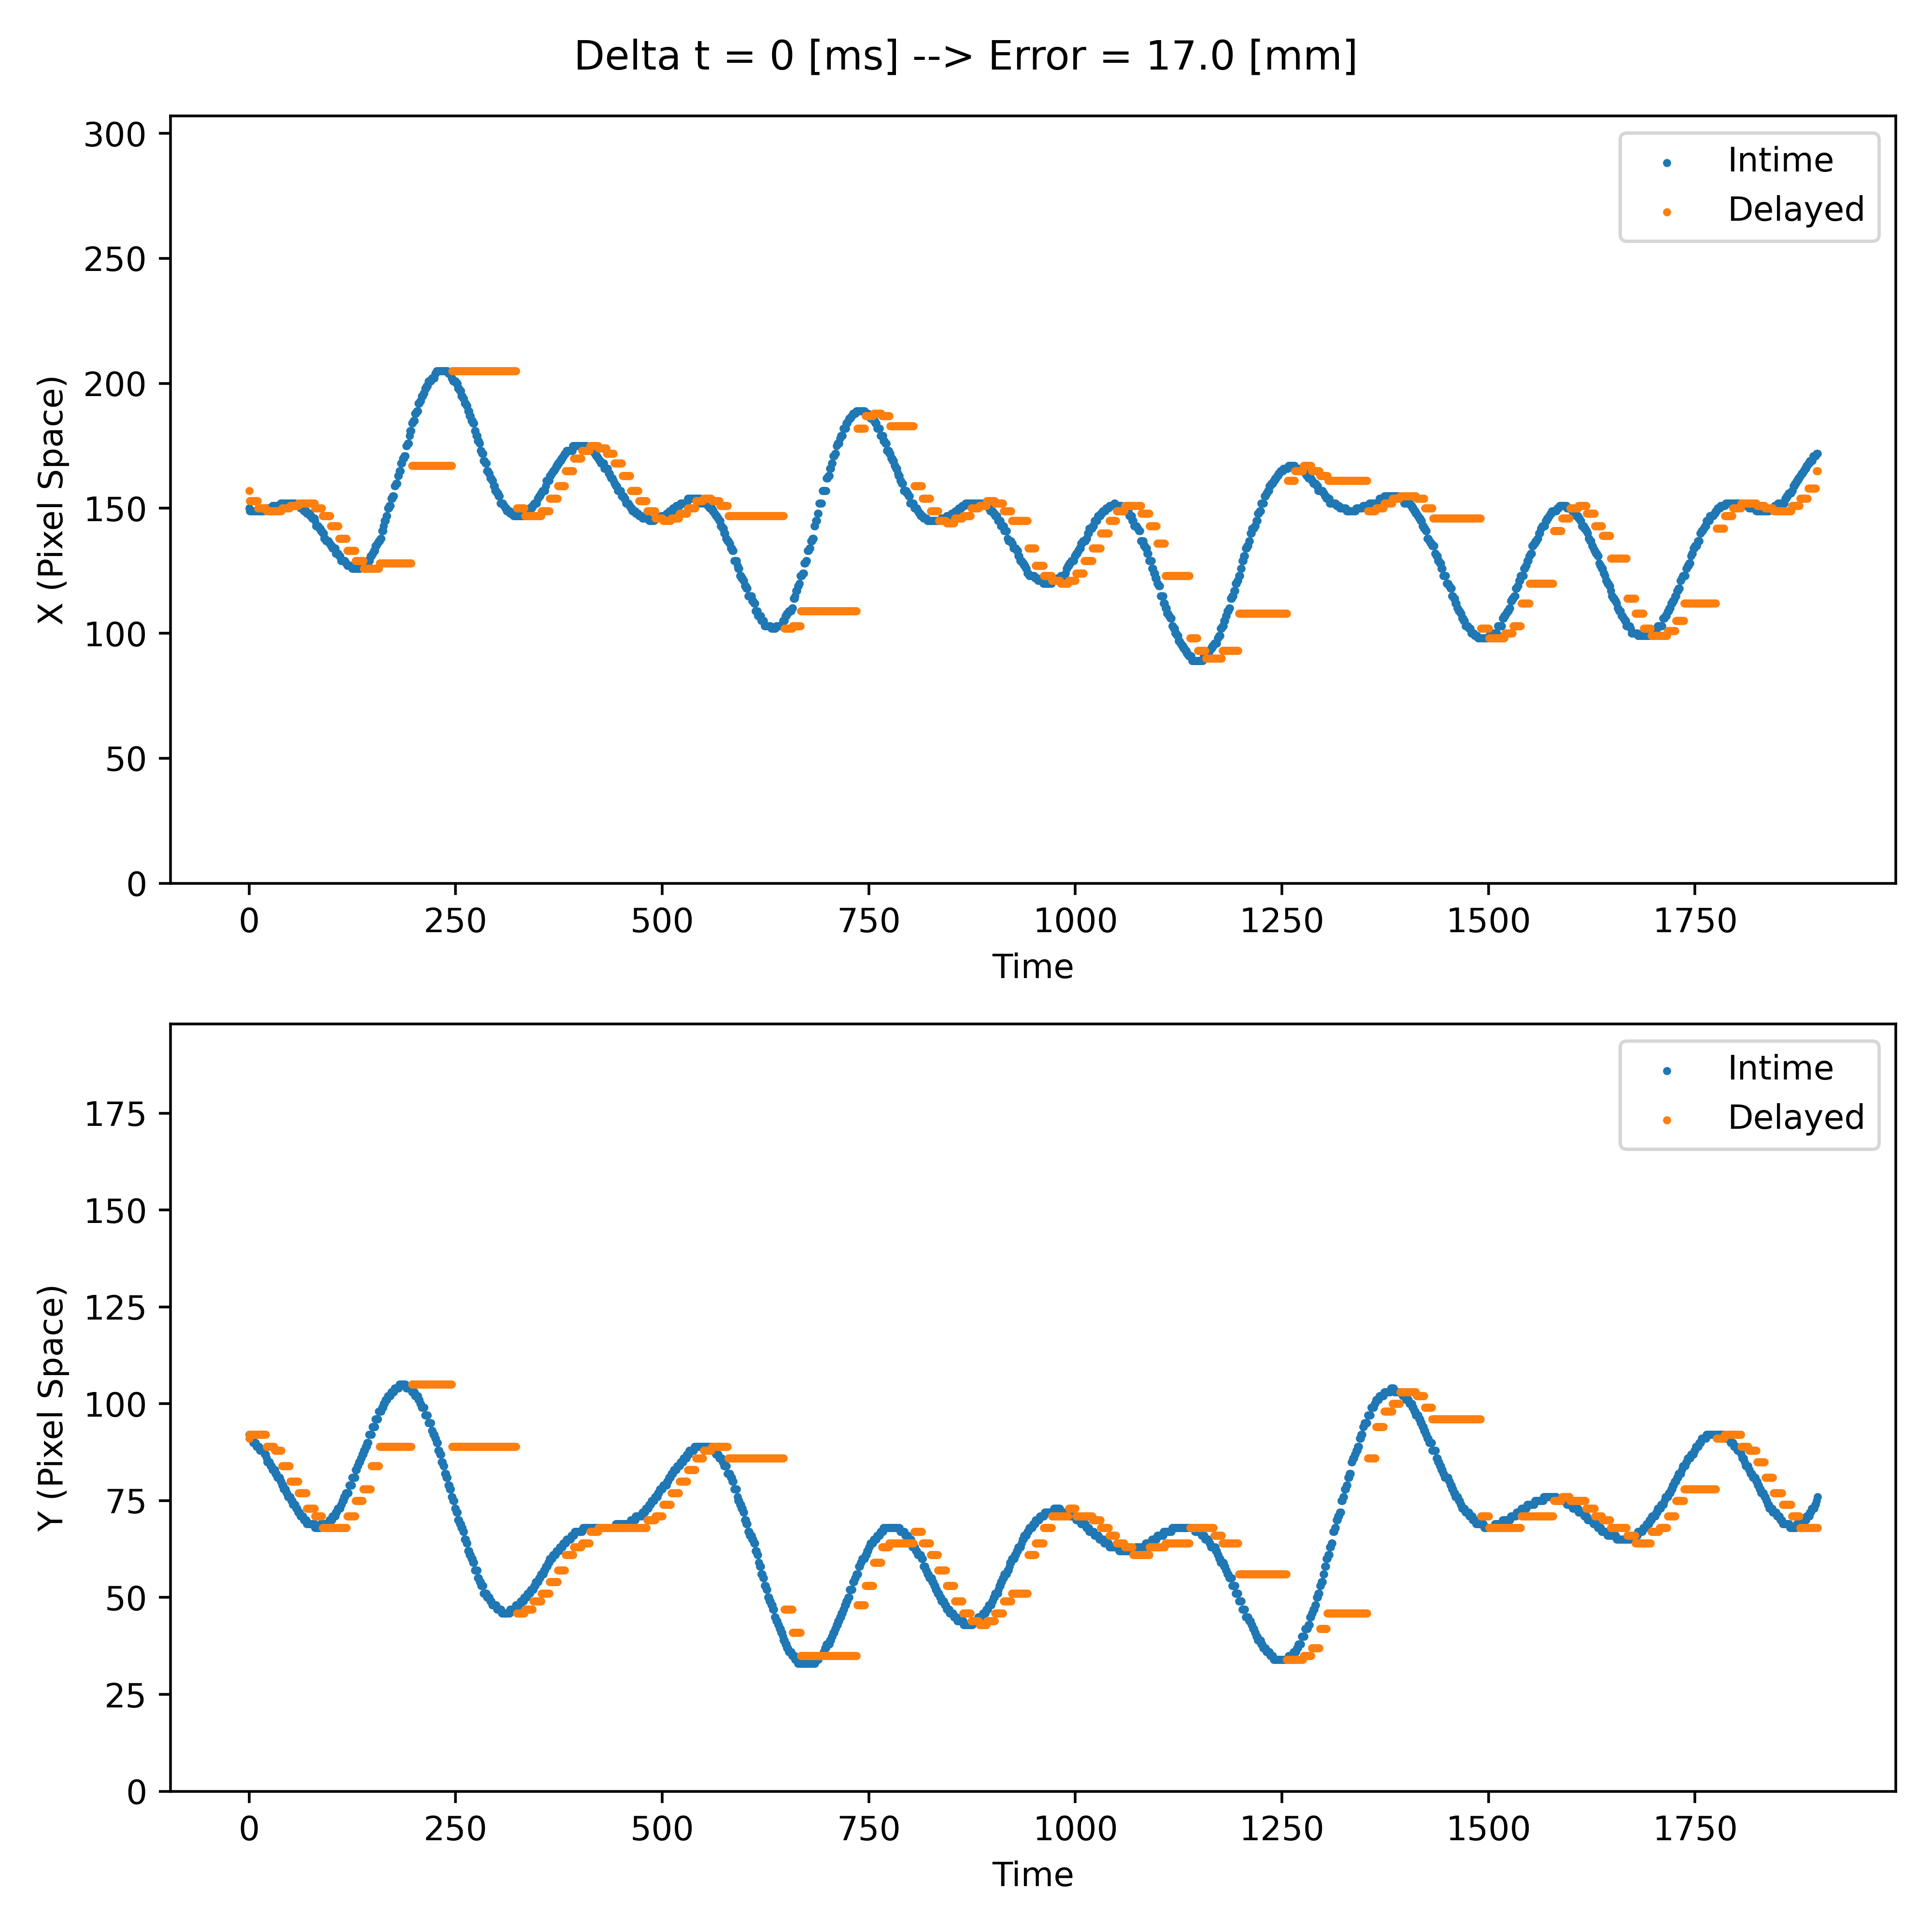 Delta t = 0 [ms] --> Error = 17.0 [mm]
300
250
200
150
100
50
0
X (Pixel Space)
Intime
Delayed
0 250 500 750 1000 1250 1500 1750
Time
175
150
125
100
75
50
25
0
Y (Pixel Space)
Intime
Delayed
0 250 500 750 1000 1250 1500 1750
Time